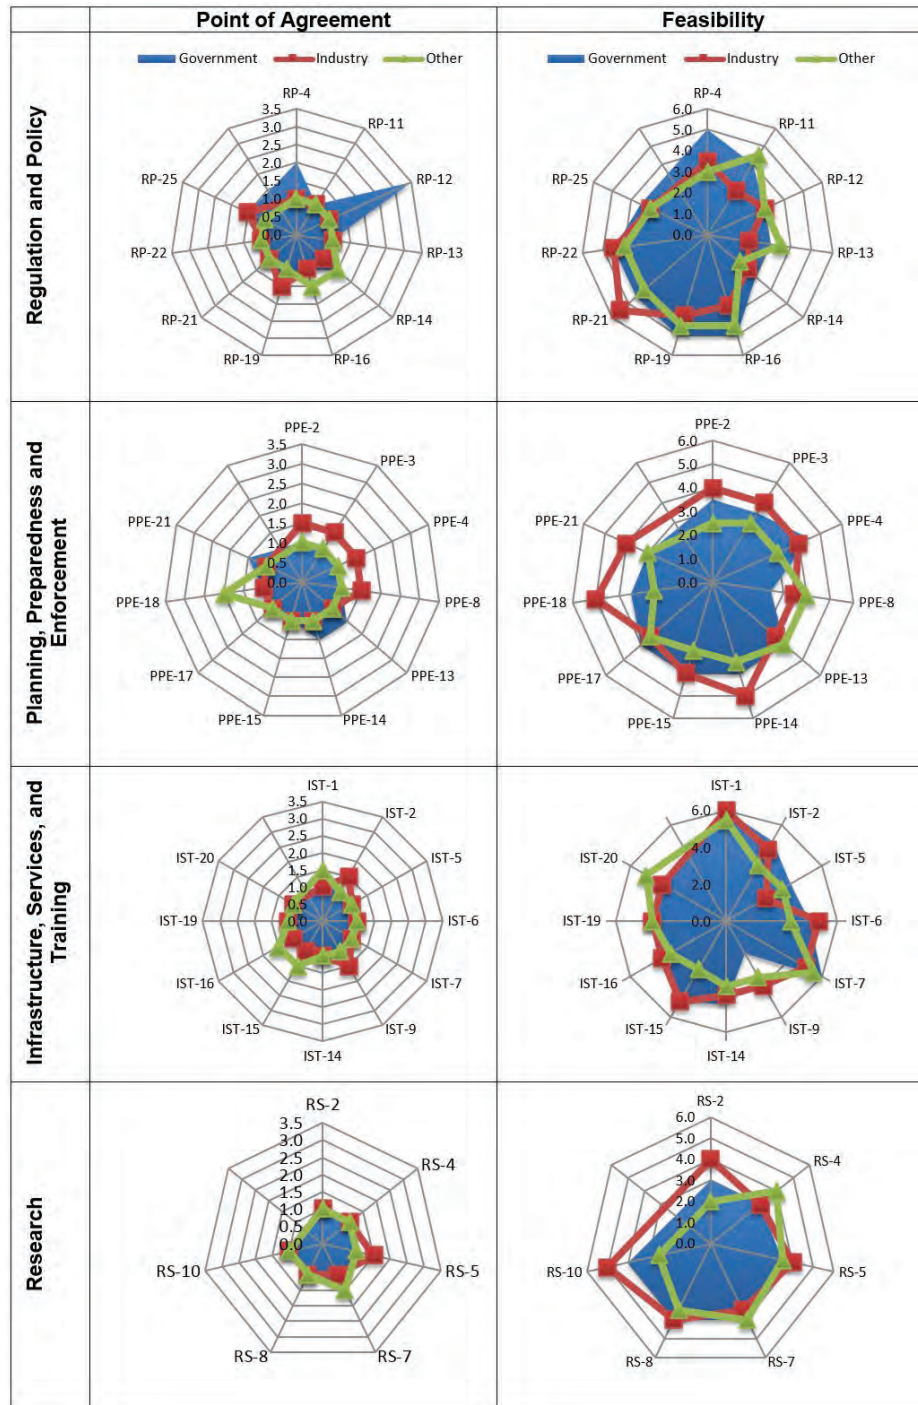 Point of Agreement
Feasibility
Regulation and Policy
Government Industry Other
RP-4
RP-11
RP-12
RP-13
RP-14
RP-16
RP-19
RP-21
RP-22
RP-25
3.5
3.0
2.5
2.0
1.5
1.0
0.5
0.0
Government Industry Other
RP-4
RP-11
RP-12
RP-13
RP-14
RP-16
RP-19
RP-21
RP-22
RP-25
6.0
5.0
4.0
3.0
2.0
1.0
0.0
Planning, Preparedness and
Enforcement
PPE-2
PPE-3
PPE-4
PPE-8
PPE-13
PPE-14
PPE-15
PPE-17
PPE-18
PPE-21
3.5
3.0
2.5
2.0
1.5
1.0
0.5
0.0
PPE-2
PPE-3
PPE-4
PPE-8
PPE-13
PPE-14
PPE-15
PPE-17
PPE-18
PPE-21
6.0
5.0
4.0
3.0
2.0
1.0
0.0
Infrastructure, Services, and
Training
IST-1
IST-2
IST-5
IST-6
IST-7
IST-9
IST-14
IST-15
IST-16
IST-19
IST-20
3.5
3.0
2.5
2.0
1.5
1.0
0.5
0.0
IST-1
IST-2
IST-5
IST-6
IST-7
IST-9
IST-14
IST-15
IST-16
IST-19
IST-20
6.0
4.0
2.0
0.0
Research
RS-2
RS-4
RS-5
RS-7
RS-8
RS-10
3.5
3.0
2.5
2.0
1.5
1.0
0.5
0.0
RS-2
RS-4
RS-5
RS-7
RS-8
RS-10
6.0
5.0
4.0
3.0
2.0
1.0
0.0